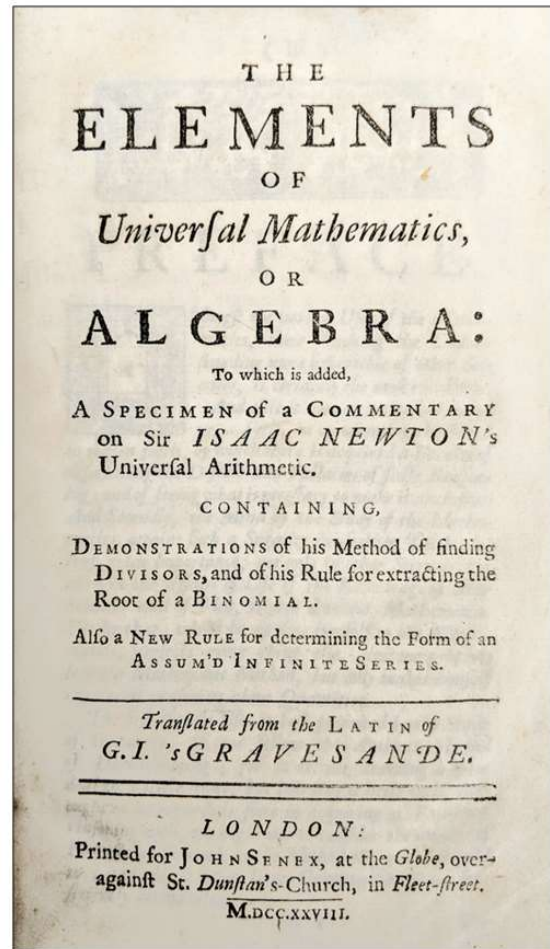 THE
ELEMENTS
OF
Univerſal Mathematics,
OR
ALGEBRA:
To which is added,
A SPECIMEN of a COMMENTARY
on Sir ISAAC NEWTON's
Univerſal Arithmetic.
CONTAINING,
DEMONSTRATIONS of his Method of finding
DIVISORS, and of his Rule for extracting the
Root of a BINOMIAL.
Alſo a NEW RULE for determining the Form of an
ASSUM'D INFINITE SERIES.
Tranſlated from the LATIN of
G.I. 's GRAVESANDE.
LONDON:
Printed for JOHN SENEX, at the Globe, over-
againſt St. Dunſtan's-Church, in Fleet-ſtreet.
M.DCC.XXVIII.